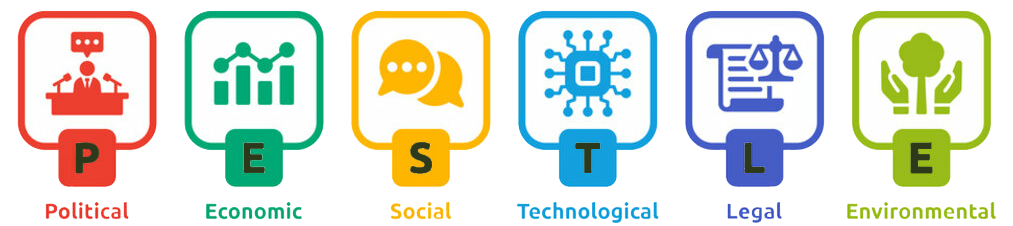 P E S T L E
Political Economic Social Technological Legal Environmental